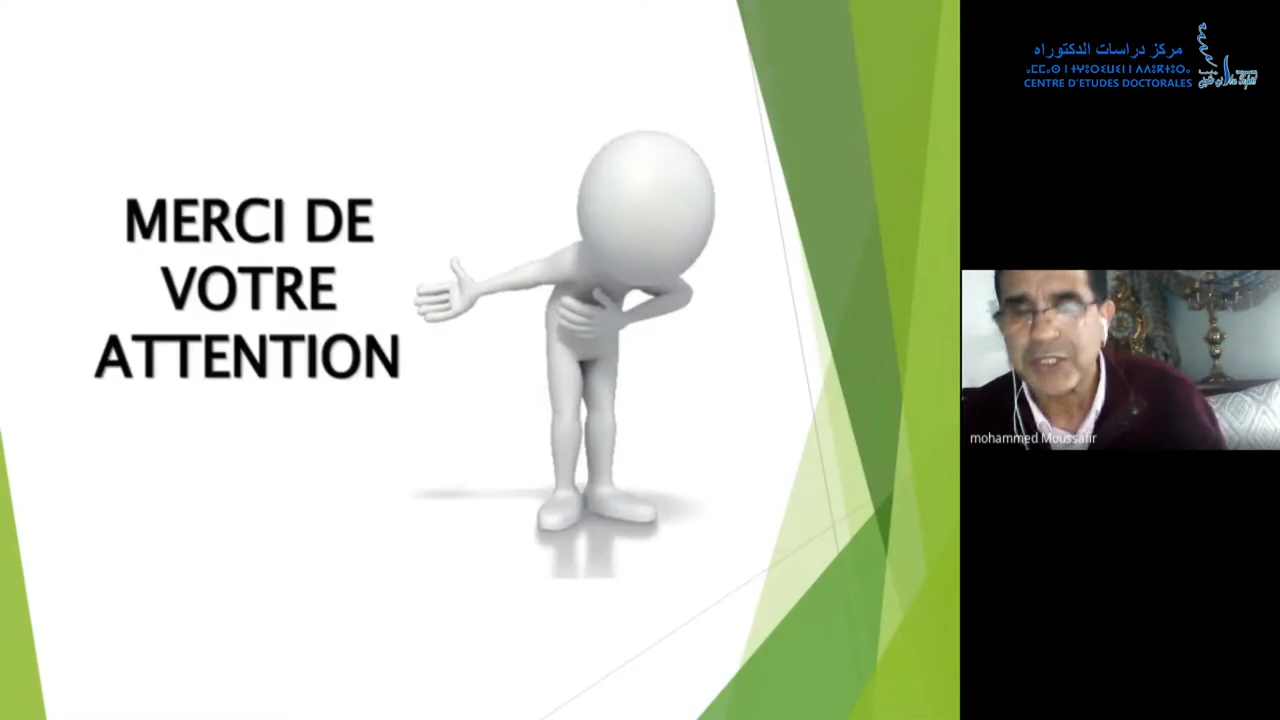 MERCI DE
VOTRE
ATTENTION
مركز دراسات الدكتوراه
CENTRE D'ETUDES DOCTORALES
mohammed Moussafir